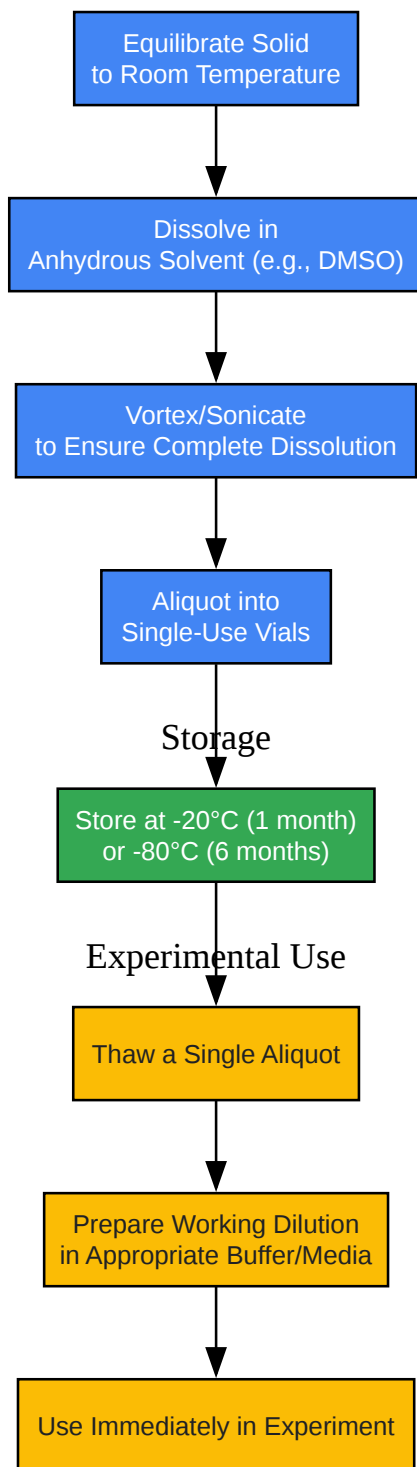 Equilibrate Solid
to Room Temperature
Dissolve in
Anhydrous Solvent (e.g., DMSO)
Vortex/Sonicate
to Ensure Complete Dissolution
Aliquot into
Single-Use Vials
Storage
Store at -20°C (1 month)
or -80°C (6 months)
Experimental Use
Thaw a Single Aliquot
Prepare Working Dilution
in Appropriate Buffer/Media
Use Immediately in Experiment